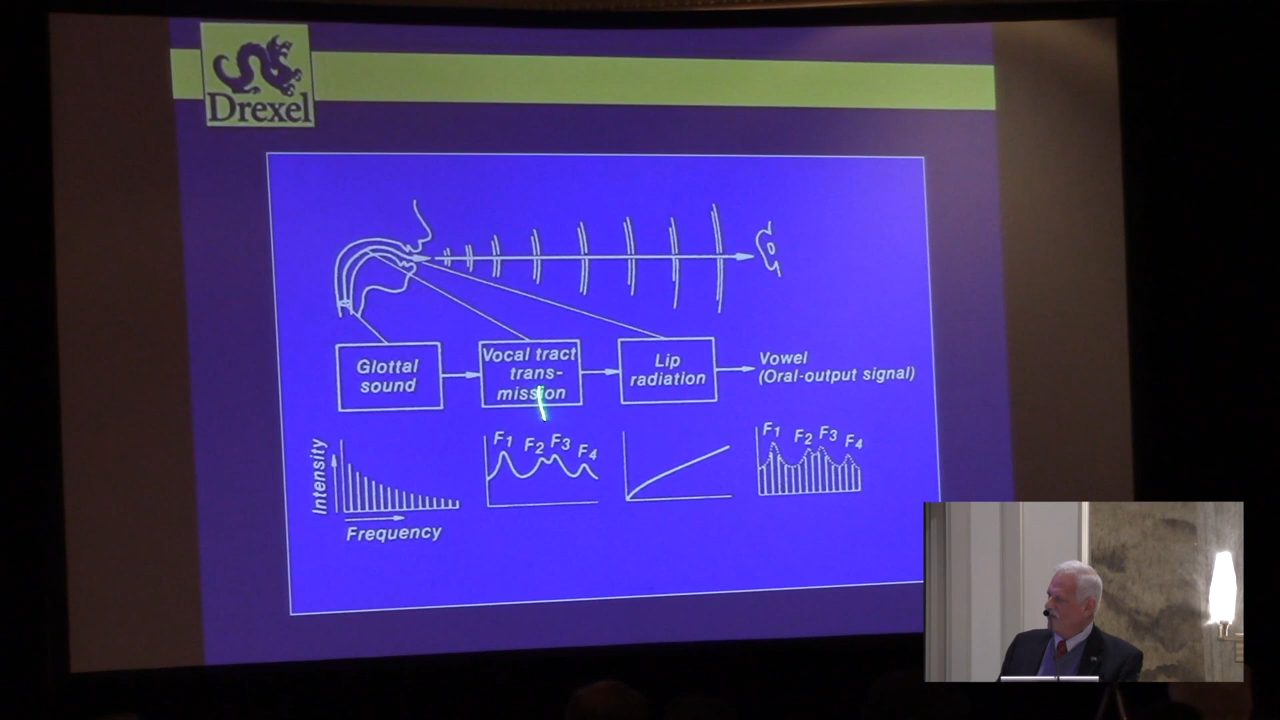 Drexel
Glottal
sound
Vocal tract
trans-
mission
Lip
radiation
Vowel
(Oral-output signal)
Intensity
Frequency
F1 F2 F3 F4
F1 F2 F3 F4